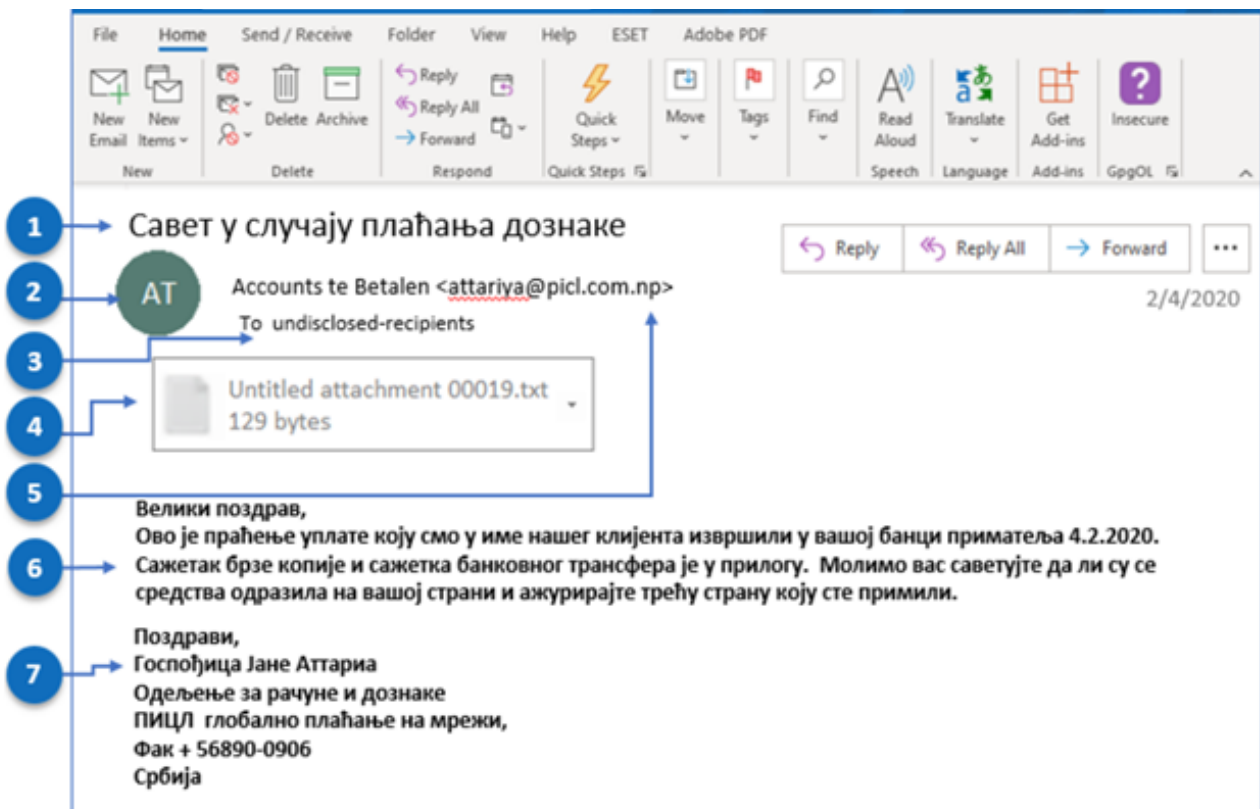 File Home Send / Receive Folder View Help ESET Adobe PDF
New Email
New Items
Delete
Archive
Reply
Reply All
Forward
Quick Steps
Move
Tags
Find
Read Aloud
Translate
Get Add-ins
Insecure
New Delete Respond Quick Steps Speech Language Add-ins GpgOL
1
Савет у случају плаћања дознаке
Reply Reply All Forward ...
2
AT
Accounts te Betalen <attariya@picl.com.np>
2/4/2020
To undisclosed-recipients
3
Untitled attachment 00019.txt
129 bytes
4
5
Велики поздрав,
Ово је праћење уплате коју смо у име нашег клијента извршили у вашој банци приматеља 4.2.2020.
6
Сажетак брзе копије и сажетка банковног трансфера је у прилогу. Молимо вас саветујте да ли су се
средства одразила на вашој страни и ажурирајте трећу страну коју сте примили.
Поздрави,
7
Госпођица Јане Аттариа
Одељење за рачуне и дознаке
ПИЦЛ глобално плаћање на мрежи,
Фак + 56890-0906
Србија